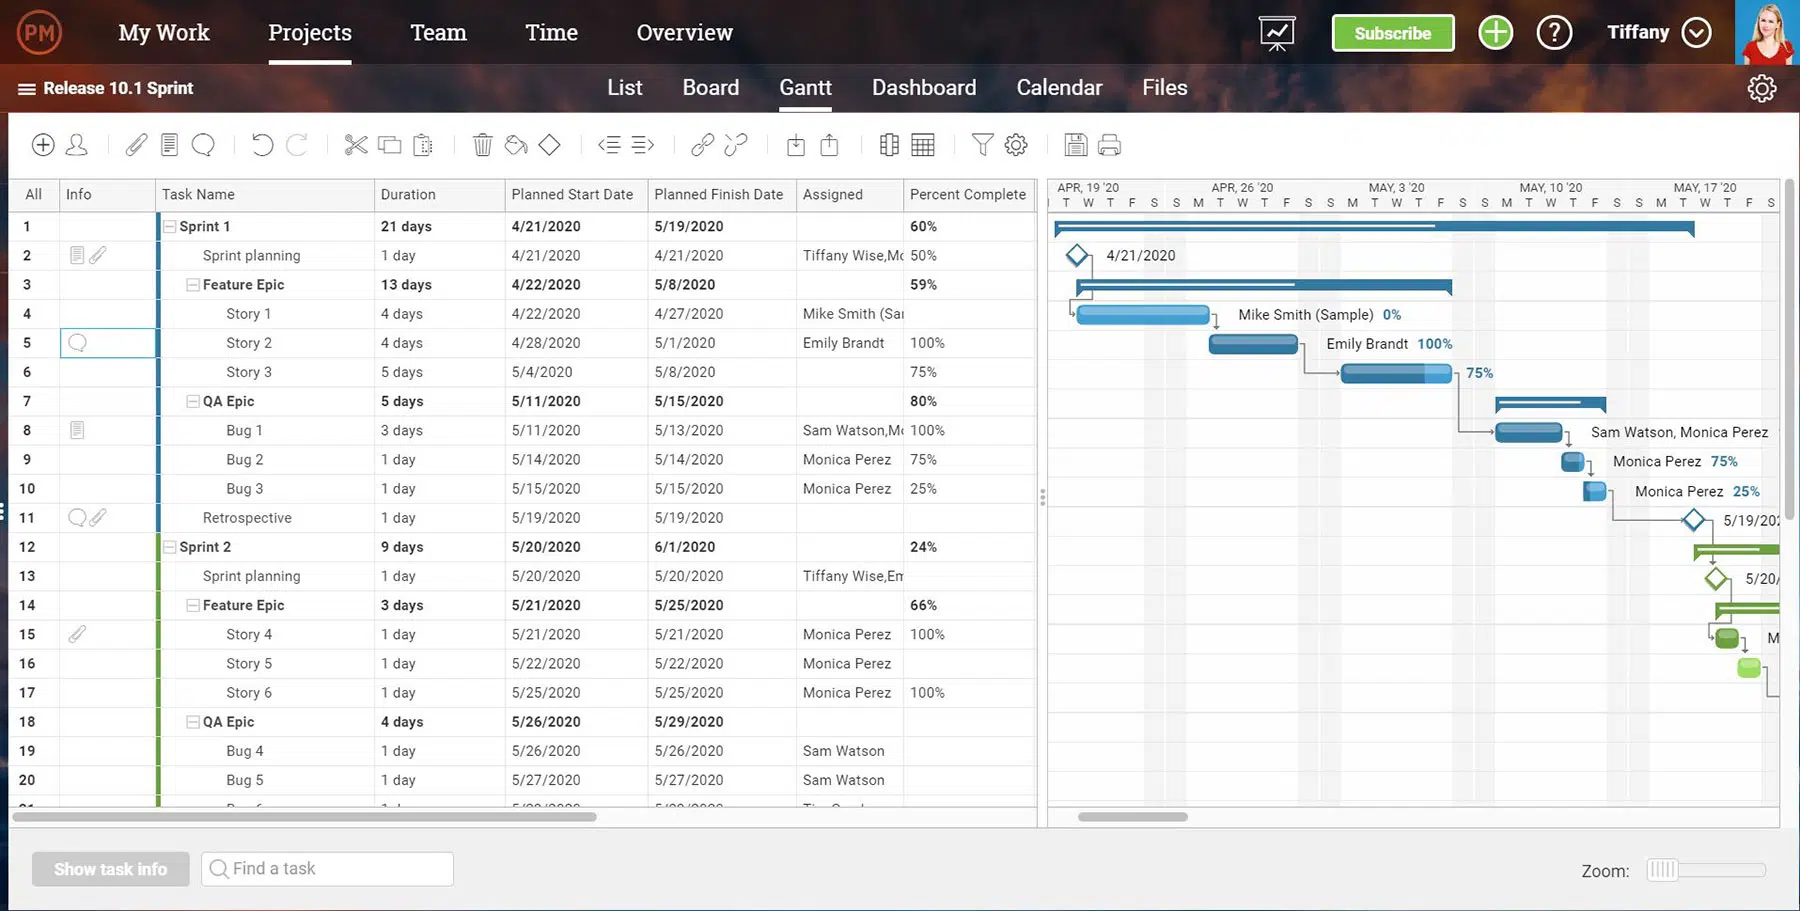 PM My Work Projects Team Time Overview Subscribe ? Tiffany
Release 10.1 Sprint List Board Gantt Dashboard Calendar Files
All Info Task Name Duration Planned Start Date Planned Finish Date Assigned Percent Complete
APR, 19 '20 APR, 26 '20 MAY, 3 '20 MAY, 10 '20 MAY, 17 '20
T W T F S S M T W T F S S M T W T F S S M T W T F S S M T W T F S
1 Sprint 1 21 days 4/21/2020 5/19/2020 60%
2 Sprint planning 1 day 4/21/2020 4/21/2020 Tiffany Wise, 50% 4/21/2020
3 Feature Epic 13 days 4/22/2020 5/8/2020 59%
4 Story 1 4 days 4/22/2020 4/27/2020 Mike Smith Mike Smith (Sample) 0%
5 Story 2 4 days 4/28/2020 5/1/2020 Emily Brandt 100% Emily Brandt 100%
6 Story 3 5 days 5/4/2020 5/8/2020 75% 75%
7 QA Epic 5 days 5/11/2020 5/15/2020 80%
8 Bug 1 3 days 5/11/2020 5/13/2020 Sam Watson, 100% Sam Watson, Monica Perez
9 Bug 2 1 day 5/14/2020 5/14/2020 Monica Perez 75% Monica Perez 75%
10 Bug 3 1 day 5/15/2020 5/15/2020 Monica Perez 25% Monica Perez 25%
11 Retrospective 1 day 5/19/2020 5/19/2020 5/19/202
12 Sprint 2 9 days 5/20/2020 6/1/2020 24%
13 Sprint planning 1 day 5/20/2020 5/20/2020 Tiffany Wise, 5/20/
14 Feature Epic 3 days 5/21/2020 5/25/2020 66%
15 Story 4 1 day 5/21/2020 5/21/2020 Monica Perez 100% M
16 Story 5 1 day 5/22/2020 5/22/2020 Monica Perez
17 Story 6 1 day 5/25/2020 5/25/2020 Monica Perez 100%
18 QA Epic 4 days 5/26/2020 5/29/2020
19 Bug 4 1 day 5/26/2020 5/26/2020 Sam Watson
20 Bug 5 1 day 5/27/2020 5/27/2020 Sam Watson
Show task info Find a task Zoom: